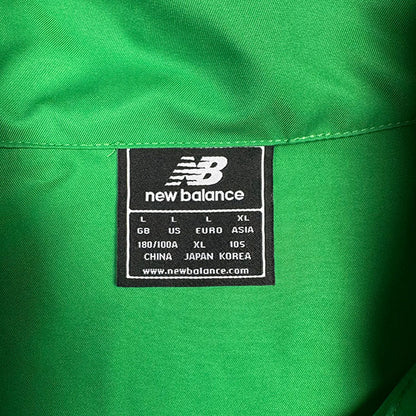 NB
new balance
L L L XL
GB US EURO ASIA
180/100A XL 105
CHINA JAPAN KOREA
www.newbalance.com